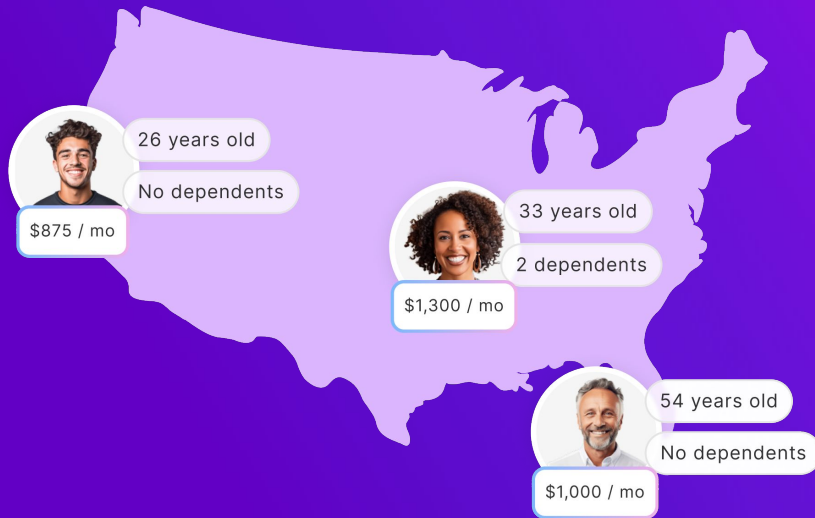 26 years old
No dependents
$875 / mo
33 years old
2 dependents
$1,300 / mo
54 years old
No dependents
$1,000 / mo